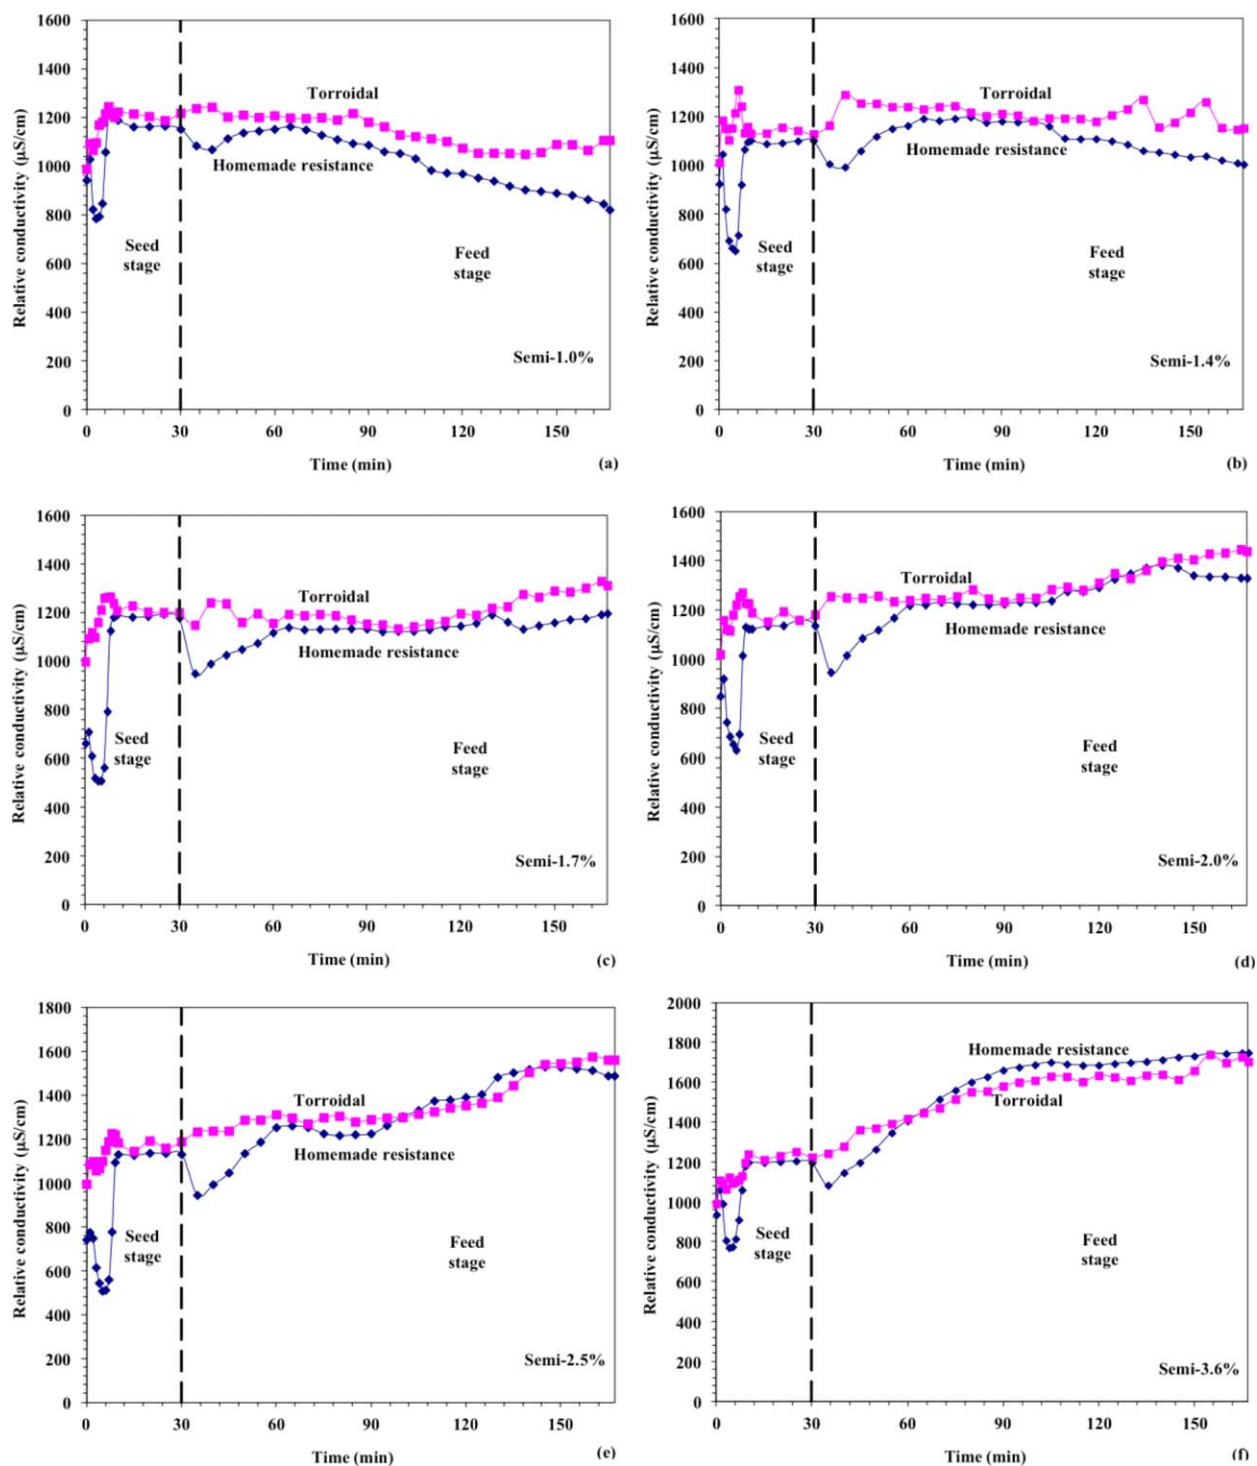 1600
1400
1200
1000
800
600
400
200
0
Relative conductivity (µS/cm)
Torroidal
Homemade resistance
Seed
stage
Feed
stage
Semi-1.0%
0 30 60 90 120 150
Time (min)
(a)
1600
1400
1200
1000
800
600
400
200
0
Relative conductivity (µS/cm)
Torroidal
Homemade resistance
Seed
stage
Feed
stage
Semi-1.4%
0 30 60 90 120 150
Time (min)
(b)
1600
1400
1200
1000
800
600
400
200
0
Relative conductivity (µS/cm)
Torroidal
Homemade resistance
Seed
stage
Feed
stage
Semi-1.7%
0 30 60 90 120 150
Time (min)
(c)
1600
1400
1200
1000
800
600
400
200
0
Relative conductivity (µS/cm)
Torroidal
Homemade resistance
Seed
stage
Feed
stage
Semi-2.0%
0 30 60 90 120 150
Time (min)
(d)
1800
1600
1400
1200
1000
800
600
400
200
0
Relative conductivity (µS/cm)
Torroidal
Homemade resistance
Seed
stage
Feed
stage
Semi-2.5%
0 30 60 90 120 150
Time (min)
(e)
2000
1800
1600
1400
1200
1000
800
600
400
200
0
Relative conductivity (µS/cm)
Homemade resistance
Torroidal
Seed
stage
Feed
stage
Semi-3.6%
0 30 60 90 120 150
Time (min)
(f)